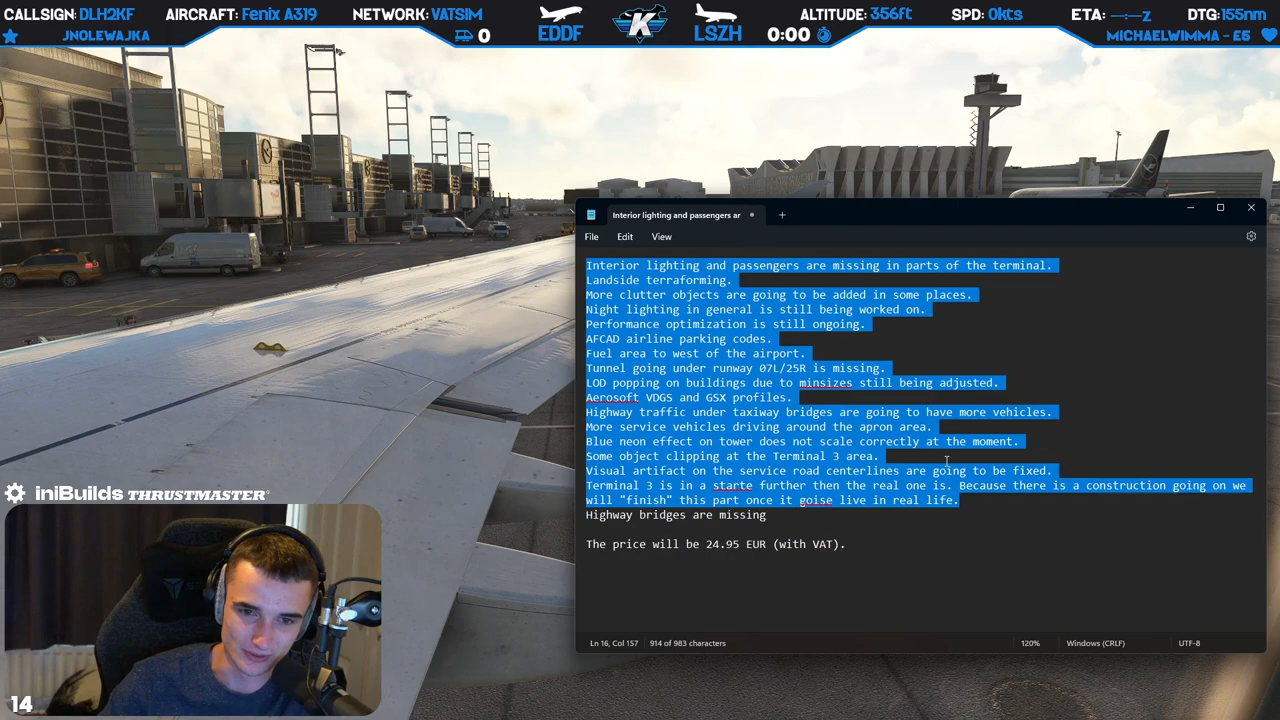 CALLSIGN: DLH2KF AIRCRAFT: Fenix A319 NETWORK: VATSIM ALTITUDE: 356ft SPD: 0kts ETA: --:--z DTG:155nm
JNOLEWAJKA 0 EDDF K LSZH 0:00 MICHAELWIMMA - £5
Interior lighting and passengers ar
File Edit View
Interior lighting and passengers are missing in parts of the terminal.
Landside terraforming.
More clutter objects are going to be added in some places.
Night lighting in general is still being worked on.
Performance optimization is still ongoing.
AFCAD airline parking codes.
Fuel area to west of the airport.
Tunnel going under runway 07L/25R is missing.
LOD popping on buildings due to minsizes still being adjusted.
Aerosoft VDGS and GSX profiles.
Highway traffic under taxiway bridges are going to have more vehicles.
More service vehicles driving around the apron area.
Blue neon effect on tower does not scale correctly at the moment.
Some object clipping at the Terminal 3 area.
Visual artifact on the service road centerlines are going to be fixed.
Terminal 3 is in a starte further then the real one is. Because there is a construction going on we
will "finish" this part once it goise live in real life.
Highway bridges are missing
The price will be 24.95 EUR (with VAT).
Ln 16, Col 157 914 of 983 characters 120% Windows (CRLF) UTF-8
iniBuilds THRUSTMASTER
14